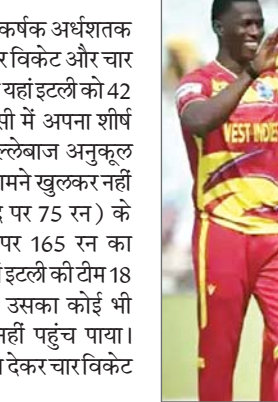 कर्षक अर्धशतक
र विकेट और चार
यहां इटली को 42
सी में अपना शीर्ष
ल्लेबाज अनुकूल
मने खुलकर नहीं
पर 75 रन ) के
पर 165 रन का
इटली की टीम 18
उसका कोई भी
नहीं पहुंच पाया।
देकर चार विकेट
WEST INDIE